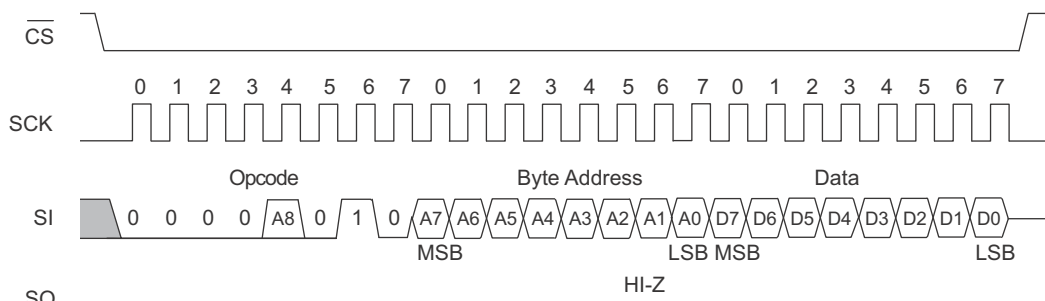 CS
0 1 2 3 4 5 6 7 0 1 2 3 4 5 6 7 0 1 2 3 4 5 6 7
SCK
Opcode Byte Address Data
SI 0 0 0 0 A8 0 1 0 A7 A6 A5 A4 A3 A2 A1 A0 D7 D6 D5 D4 D3 D2 D1 D0
MSB LSB MSB LSB
HI-Z
SO